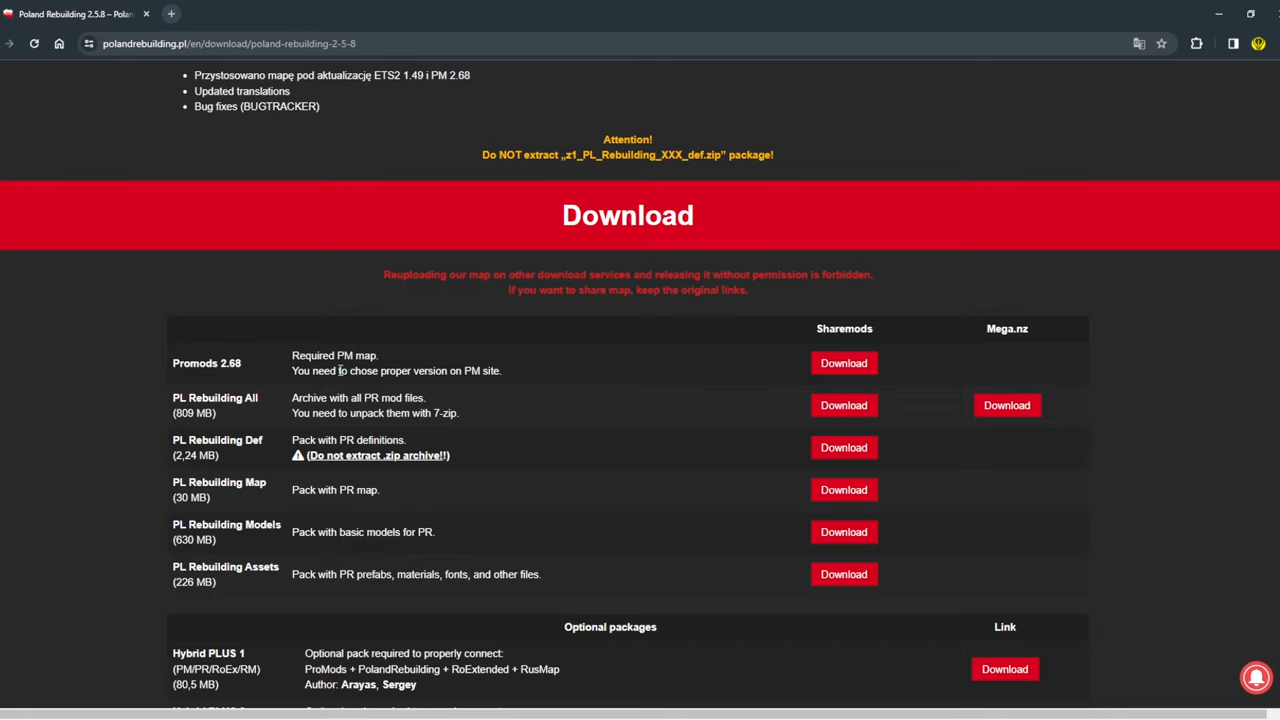 Poland Rebuilding 2.5.8 – Polan
polandrebuilding.pl/en/download/poland-rebuilding-2-5-8
Przystosowano mapę pod aktualizację ETS2 1.49 i PM 2.68
Updated translations
Bug fixes (BUGTRACKER)
Attention!
Do NOT extract „z1_PL_Rebuilding_XXX_def.zip” package!
Download
Reuploading our map on other download services and releasing it without permission is forbidden.
If you want to share map, keep the original links.
Sharemods Mega.nz
Promods 2.68
Required PM map.
You need to chose proper version on PM site.
Download
PL Rebuilding All
(809 MB)
Archive with all PR mod files.
You need to unpack them with 7-zip.
Download Download
PL Rebuilding Def
(2,24 MB)
Pack with PR definitions.
(Do not extract .zip archive!!)
Download
PL Rebuilding Map
(30 MB)
Pack with PR map.
Download
PL Rebuilding Models
(630 MB)
Pack with basic models for PR.
Download
PL Rebuilding Assets
(226 MB)
Pack with PR prefabs, materials, fonts, and other files.
Download
Optional packages Link
Hybrid PLUS 1
(PM/PR/RoEx/RM)
(80,5 MB)
Optional pack required to properly connect:
ProMods + PolandRebuilding + RoExtended + RusMap
Author: Arayas, Sergey
Download